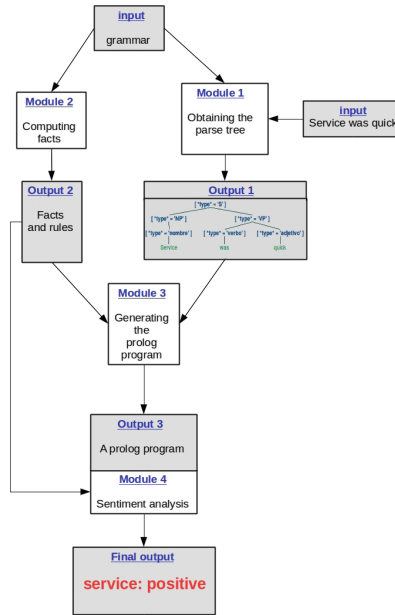 input
grammar
Module 2
Computing
facts
Module 1
Obtaining the
parse tree
input
Service was quick
Output 2
Facts
and rules
Output 1
["type" = 'S']
["type" = 'NP'] ["type" = 'VP']
["type" = 'nombre'] ["type" = 'verbo'] ["type" = 'adjetivo']
Service was quick
Module 3
Generating
the
prolog
program
Output 3
A prolog program
Module 4
Sentiment analysis
Final output
service: positive